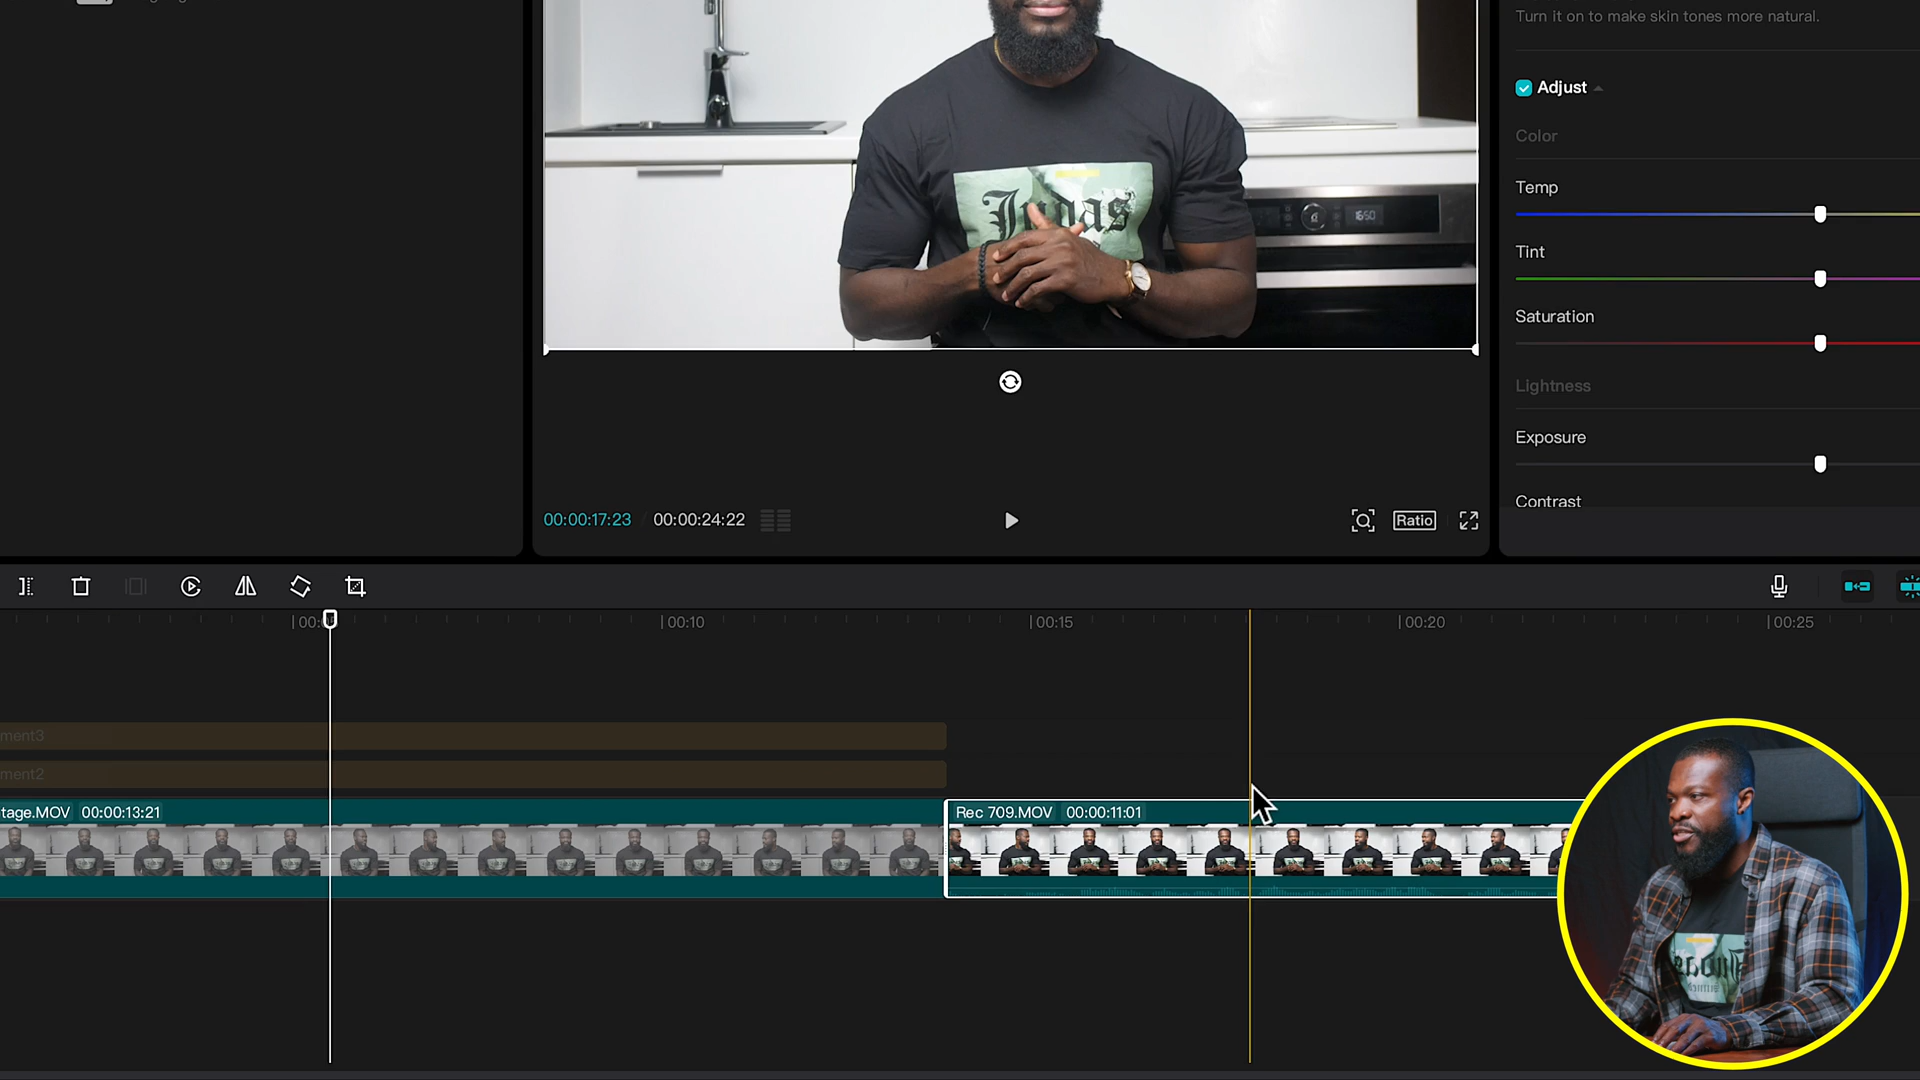 Turn it on to make skin tones more natural.
Adjust
Color
Temp
Tint
Saturation
Lightness
Exposure
Contrast
Judas
1650
00:00:17:23
00:00:24:22
Ratio
00:10
00:15
00:20
00:25
ment3
ment2
tage.MOV 00:00:13:21
Rec 709.MOV 00:00:11:01